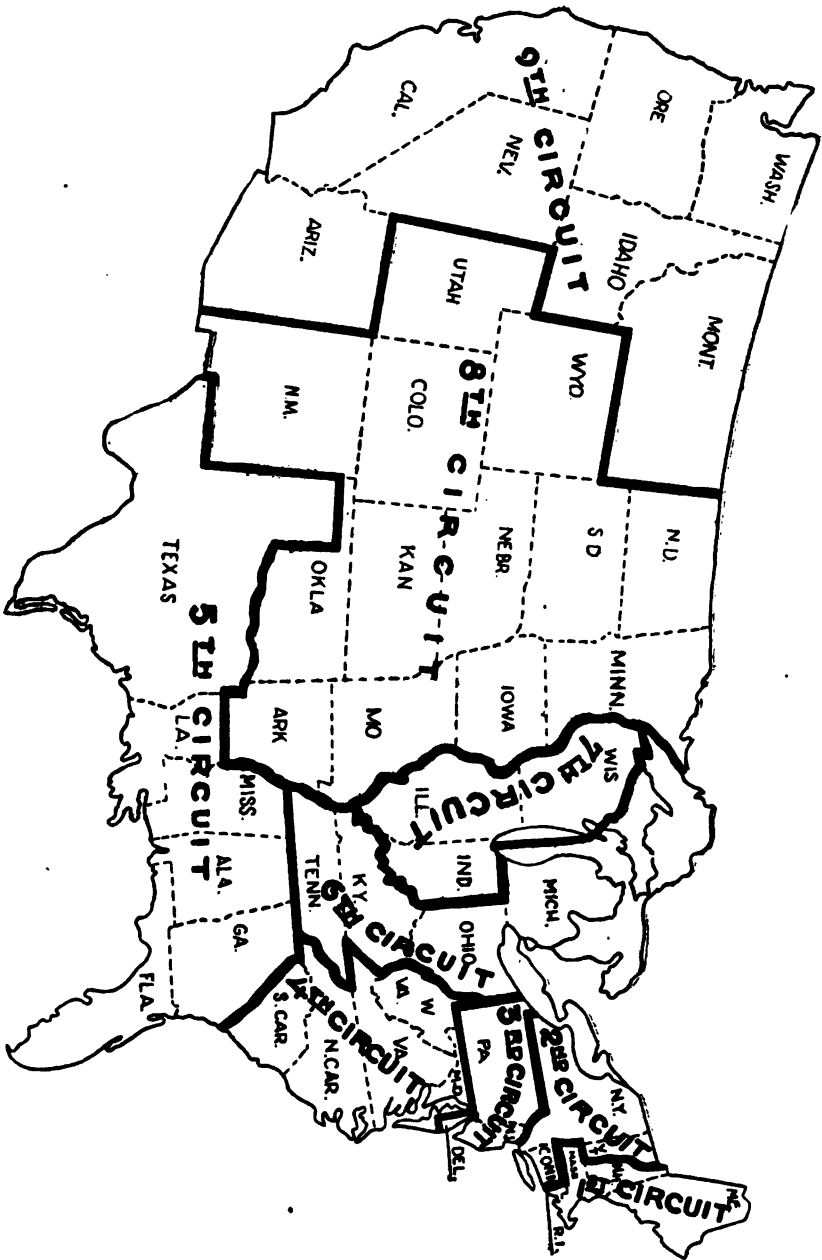 WASH.
ORE
CAL.
NEV.
IDAHO
MONT.
9TH CIRCUIT
ARIZ.
UTAH
WYO.
COLO.
N.M.
8TH CIRCUIT
N.D.
S D
NEBR.
KAN
OKLA
TEXAS
MINN.
IOWA
MO
ARK
LA.
5TH CIRCUIT
WIS
ILL.
IND.
7TH CIRCUIT
MICH.
OHIO
KY.
TENN.
6TH CIRCUIT
MISS.
ALA.
GA.
FLA.
S.CAR.
N.CAR.
VA.
W
VA
4TH CIRCUIT
M.D.
DEL.
PA.
3RD CIRCUIT
N.Y.
2ND CIRCUIT
CONN
MASS
R.I.
ME
1ST CIRCUIT